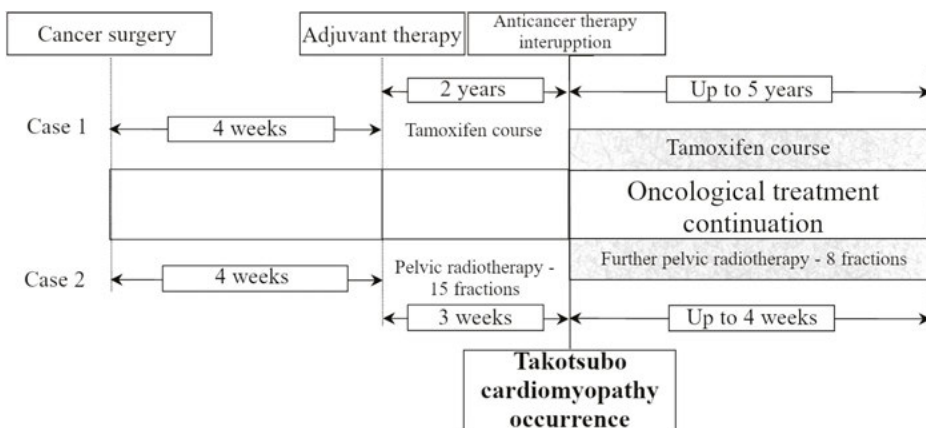 Cancer surgery
Adjuvant therapy
Anticancer therapy
interupption
2 years
Up to 5 years
Case 1
4 weeks
Tamoxifen course
Tamoxifen course
Oncological treatment
continuation
Case 2
4 weeks
Pelvic radiotherapy -
15 fractions
Further pelvic radiotherapy - 8 fractions
3 weeks
Up to 4 weeks
Takotsubo
cardiomyopathy
occurrence